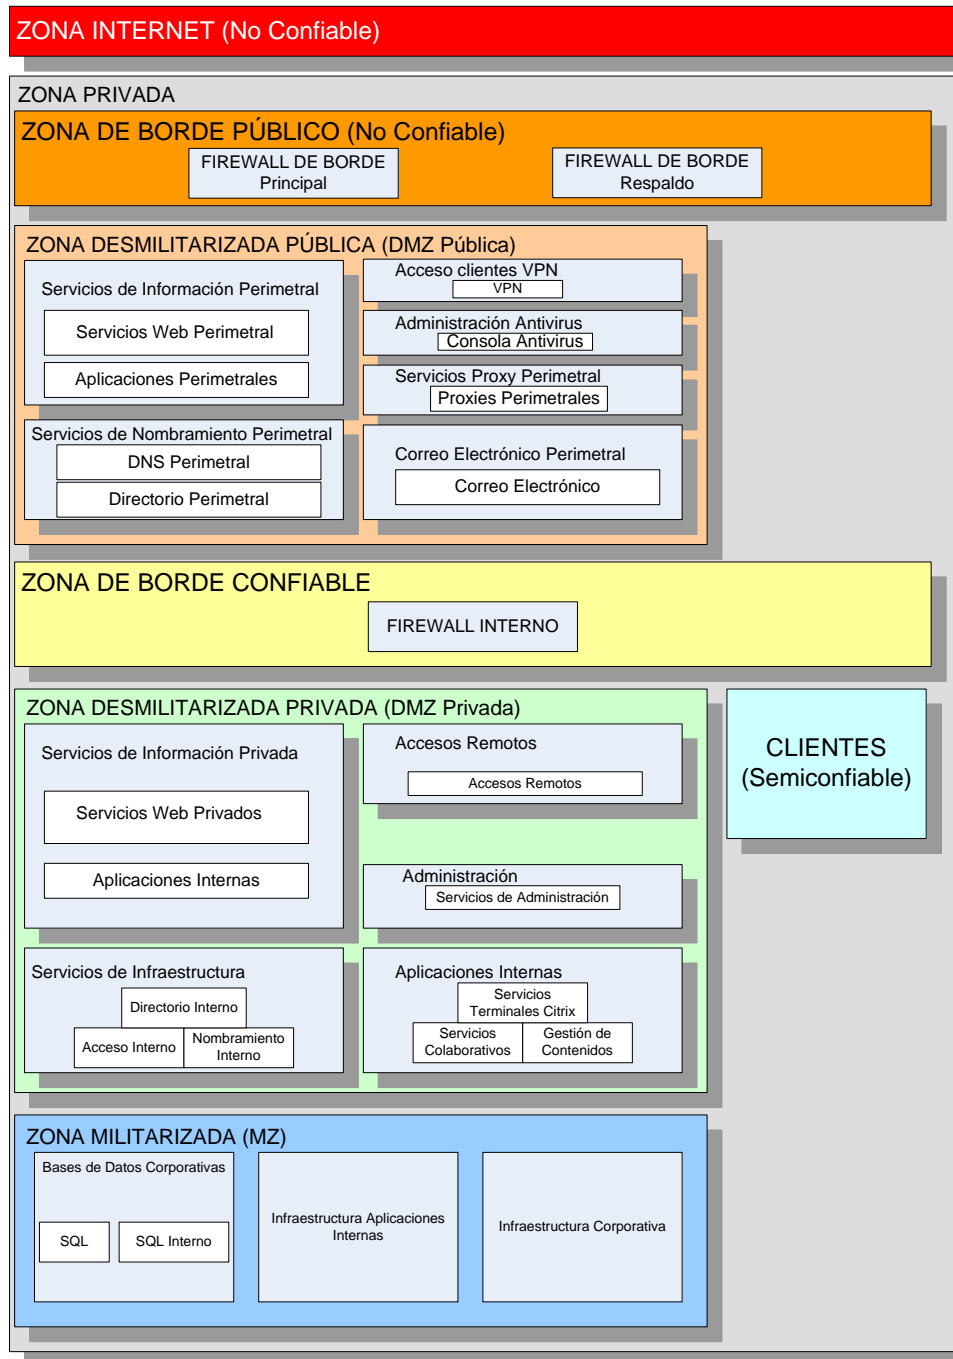 ZONA INTERNET (No Confiable)
ZONA PRIVADA
ZONA DE BORDE PÚBLICO (No Confiable)
FIREWALL DE BORDE
Principal
FIREWALL DE BORDE
Respaldo
ZONA DESMILITARIZADA PÚBLICA (DMZ Pública)
Servicios de Información Perimetral
Servicios Web Perimetral
Aplicaciones Perimetrales
Servicios de Nombramiento Perimetral
DNS Perimetral
Directorio Perimetral
Acceso clientes VPN
VPN
Administración Antivirus
Consola Antivirus
Servicios Proxy Perimetral
Proxies Perimetrales
Correo Electrónico Perimetral
Correo Electrónico
ZONA DE BORDE CONFIABLE
FIREWALL INTERNO
ZONA DESMILITARIZADA PRIVADA (DMZ Privada)
Servicios de Información Privada
Servicios Web Privados
Aplicaciones Internas
Accesos Remotos
Accesos Remotos
Administración
Servicios de Administración
Servicios de Infraestructura
Directorio Interno
Acceso Interno
Nombramiento
Interno
Aplicaciones Internas
Servicios
Terminales Citrix
Servicios
Colaborativos
Gestión de
Contenidos
CLIENTES
(Semiconfiable)
ZONA MILITARIZADA (MZ)
Bases de Datos Corporativas
SQL
SQL Interno
Infraestructura Aplicaciones
Internas
Infraestructura Corporativa